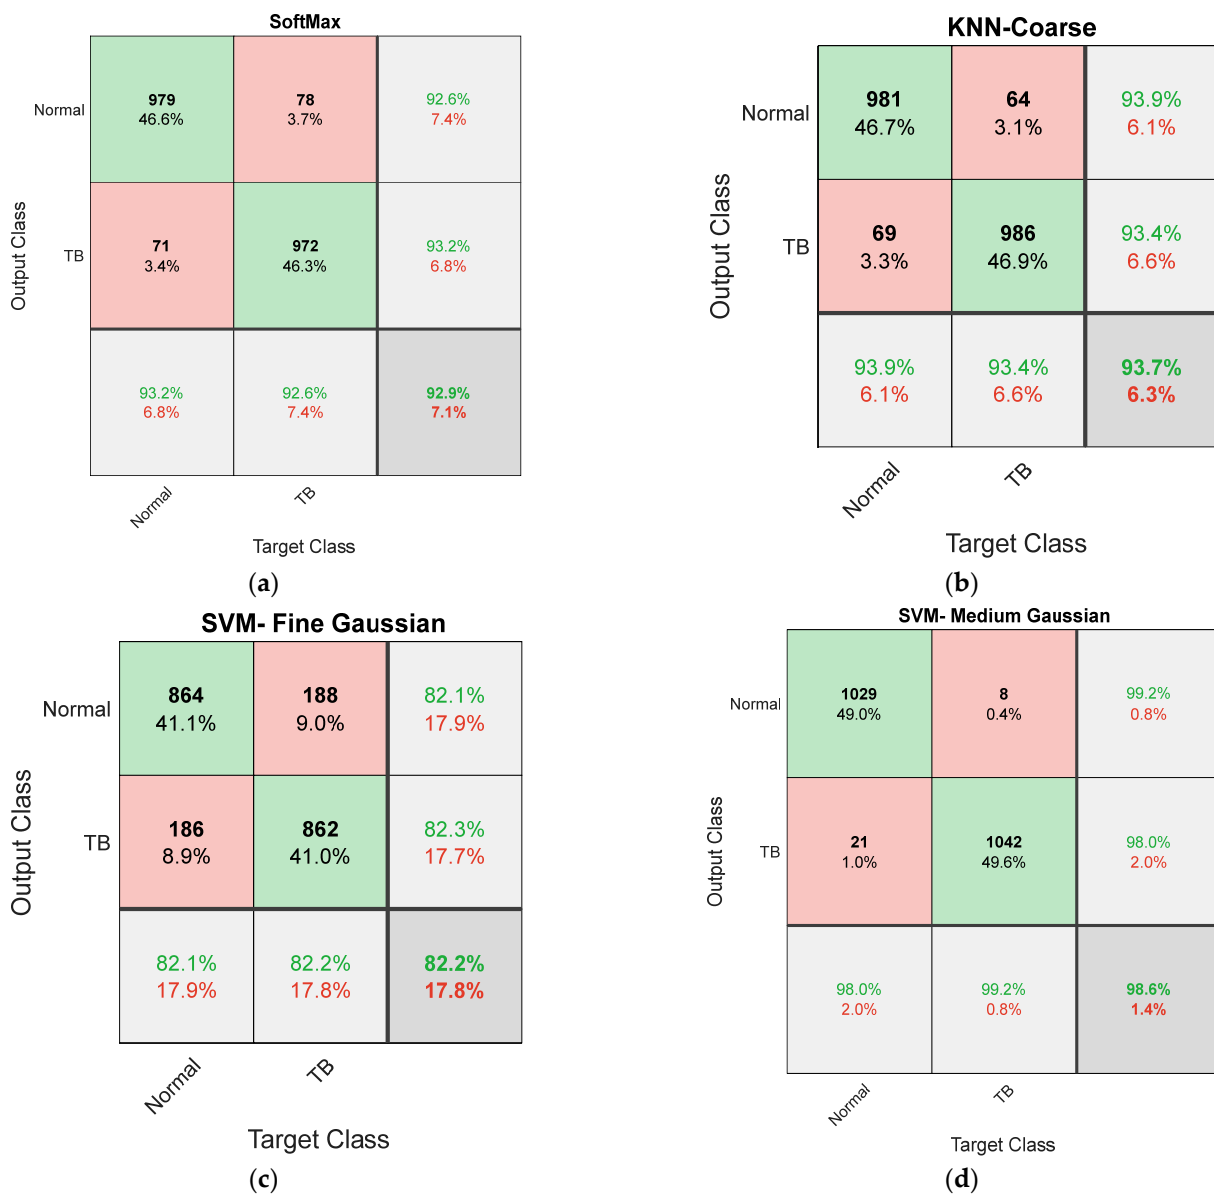 SoftMax
Normal
979
46.6%
78
3.7%
92.6%
7.4%
TB
71
3.4%
972
46.3%
93.2%
6.8%
93.2%
6.8%
92.6%
7.4%
92.9%
7.1%
Output Class
Normal
TB
Target Class
(a)
KNN-Coarse
Normal
981
46.7%
64
3.1%
93.9%
6.1%
TB
69
3.3%
986
46.9%
93.4%
6.6%
93.9%
6.1%
93.4%
6.6%
93.7%
6.3%
Output Class
Normal
TB
Target Class
(b)
SVM- Fine Gaussian
Normal
864
41.1%
188
9.0%
82.1%
17.9%
TB
186
8.9%
862
41.0%
82.3%
17.7%
82.1%
17.9%
82.2%
17.8%
82.2%
17.8%
Output Class
Normal
TB
Target Class
(c)
SVM- Medium Gaussian
Normal
1029
49.0%
8
0.4%
99.2%
0.8%
TB
21
1.0%
1042
49.6%
98.0%
2.0%
98.0%
2.0%
99.2%
0.8%
98.6%
1.4%
Output Class
Normal
TB
Target Class
(d)